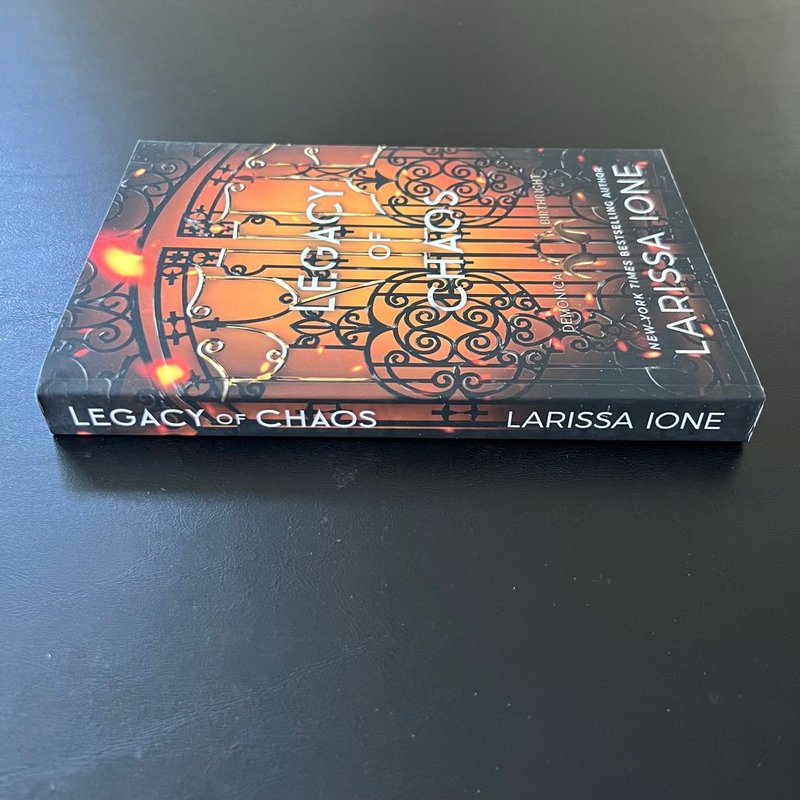 LEGACY
OF
CHAOS
DEMONICA BIRTHRIGHT
NEW YORK TIMES BESTSELLING AUTHOR
LARISSA IONE
LEGACY OF CHAOS LARISSA IONE